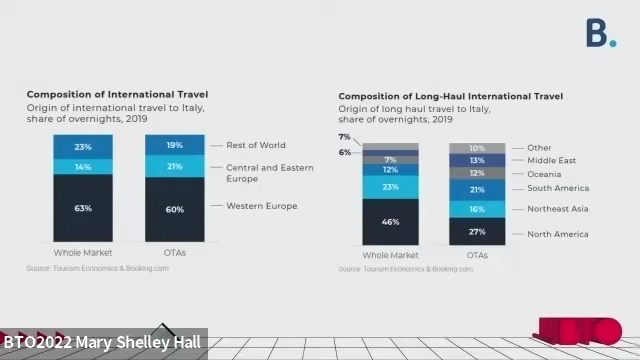 B.
Composition of International Travel
Origin of international travel to Italy,
share of overnights, 2019
23%
14%
63%
Whole Market
19%
21%
60%
OTAs
Rest of World
Central and Eastern
Europe
Western Europe
Source: Tourism Economics & Booking.com
Composition of Long-Haul International Travel
Origin of long haul travel to Italy,
share of overnights, 2019
7%
6%
7%
12%
23%
46%
Whole Market
10%
13%
12%
21%
16%
27%
OTAs
Other
Middle East
Oceania
South America
Northeast Asia
North America
Source: Tourism Economics & Booking.com
BTO
BTO2022 Mary Shelley Hall